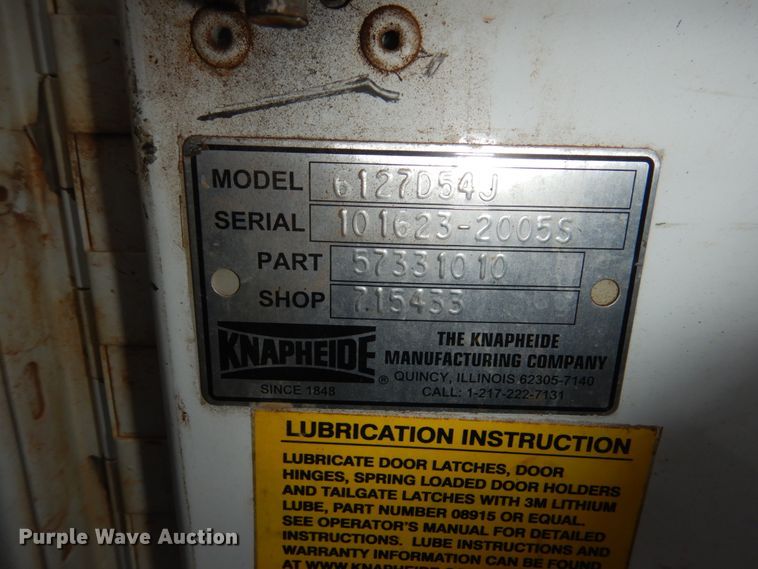 MODEL 6127D54J
SERIAL 101623-2005S
PART 57331010
SHOP 715433
KNAPHEIDE ®
SINCE 1848
THE KNAPHEIDE
MANUFACTURING COMPANY
QUINCY, ILLINOIS 62305-7140
CALL: 1-217-222-7131
LUBRICATION INSTRUCTION
LUBRICATE DOOR LATCHES, DOOR
HINGES, SPRING LOADED DOOR HOLDERS
AND TAILGATE LATCHES WITH 3M LITHIUM
LUBE, PART NUMBER 08915 OR EQUAL.
SEE OPERATOR'S MANUAL FOR DETAILED
INSTRUCTIONS. LUBE INSTRUCTIONS AND
WARRANTY INFORMATION CAN BE FOUND
AT WWW.KNAPHEIDE
Purple Wave Auction